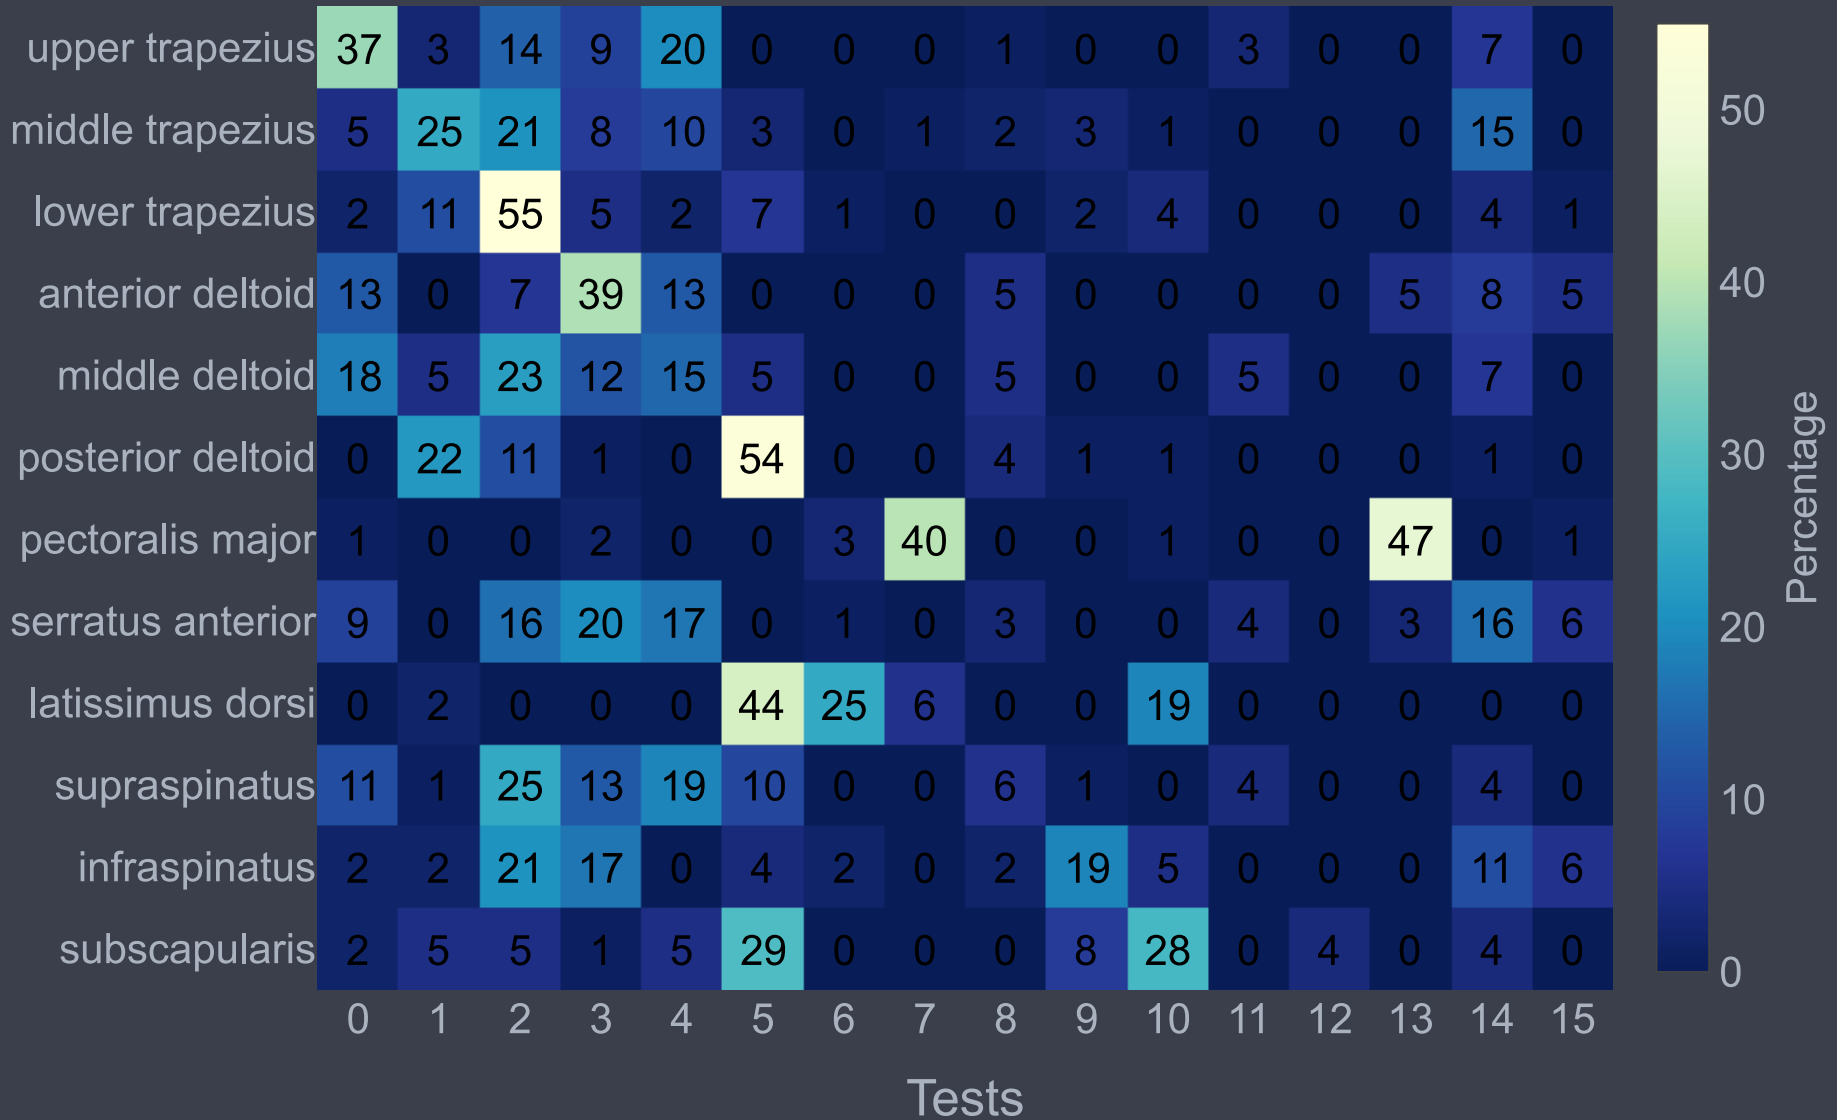 upper trapezius 37 3 14 9 20 0 0 0 1 0 0 3 0 0 7 0
middle trapezius 5 25 21 8 10 3 0 1 2 3 1 0 0 0 15 0
lower trapezius 2 11 55 5 2 7 1 0 0 2 4 0 0 0 4 1
anterior deltoid 13 0 7 39 13 0 0 0 5 0 0 0 0 5 8 5
middle deltoid 18 5 23 12 15 5 0 0 5 0 0 5 0 0 7 0
posterior deltoid 0 22 11 1 0 54 0 0 4 1 1 0 0 0 1 0
pectoralis major 1 0 0 2 0 0 3 40 0 0 1 0 0 47 0 1
serratus anterior 9 0 16 20 17 0 1 0 3 0 0 4 0 3 16 6
latissimus dorsi 0 2 0 0 0 44 25 6 0 0 19 0 0 0 0 0
supraspinatus 11 1 25 13 19 10 0 0 6 1 0 4 0 0 4 0
infraspinatus 2 2 21 17 0 4 2 0 2 19 5 0 0 0 11 6
subscapularis 2 5 5 1 5 29 0 0 0 8 28 0 4 0 4 0
0 1 2 3 4 5 6 7 8 9 10 11 12 13 14 15
Tests
50
40
30
20
10
0
Percentage